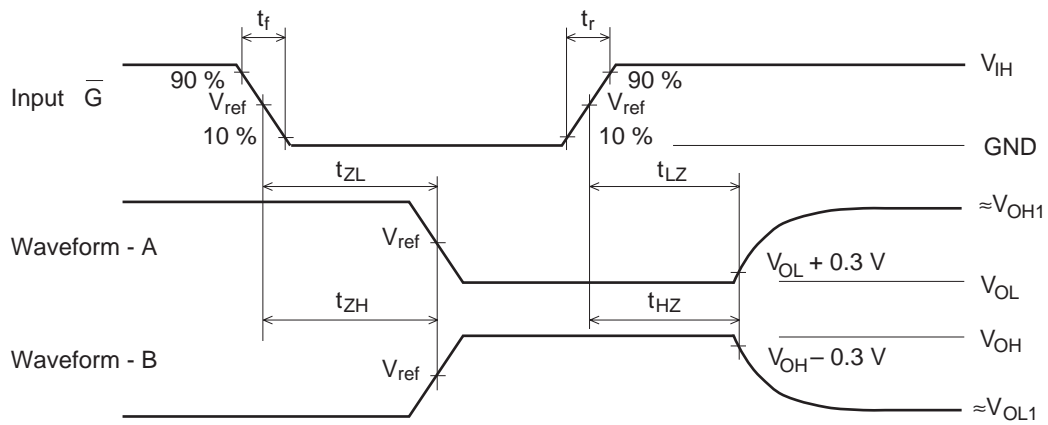 tf
tr
90 %
90 %
VIH
Input G̅
Vref
Vref
10 %
10 %
GND
tZL
tLZ
≈VOH1
Waveform - A
Vref
VOL + 0.3 V
VOL
tZH
tHZ
VOH
Waveform - B
Vref
VOH – 0.3 V
≈VOL1